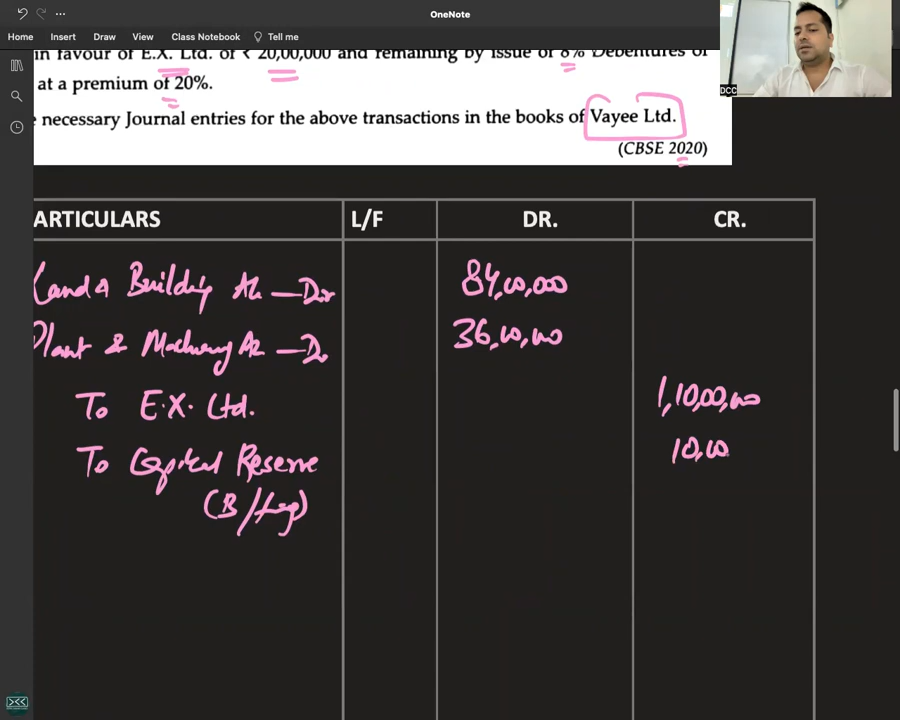 OneNote
Home Insert Draw View Class Notebook Tell me
in favour of E.X. Ltd. of ₹ 20,00,000 and remaining by issue of 8% Debentures of
at a premium of 20%.
necessary Journal entries for the above transactions in the books of Vayee Ltd.
(CBSE 2020)
DCC
ARTICULARS L/F DR. CR.
Land & Building A/c —Dr 84,00,000
Plant & Machinery A/c —Dr 36,00,000
To E.X. Ltd. 1,10,00,000
To Capital Reserve 10,00
(B/fig)